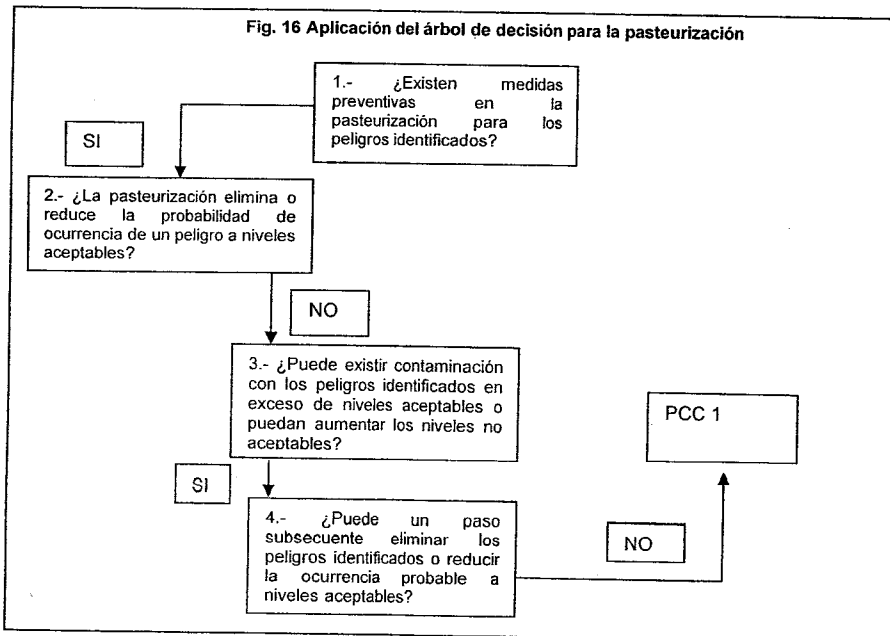 Fig. 16 Aplicación del árbol de decisión para la pasteurización
1.- ¿Existen medidas
preventivas en la
pasteurización para los
peligros identificados?
SI
2.- ¿La pasteurización elimina o
reduce la probabilidad de
ocurrencia de un peligro a niveles
aceptables?
NO
3.- ¿Puede existir contaminación
con los peligros identificados en
exceso de niveles aceptables o
puedan aumentar los niveles no
aceptables?
PCC 1
SI
4.- ¿Puede un paso
subsecuente eliminar los
peligros identificados o reducir
la ocurrencia probable a
niveles aceptables?
NO